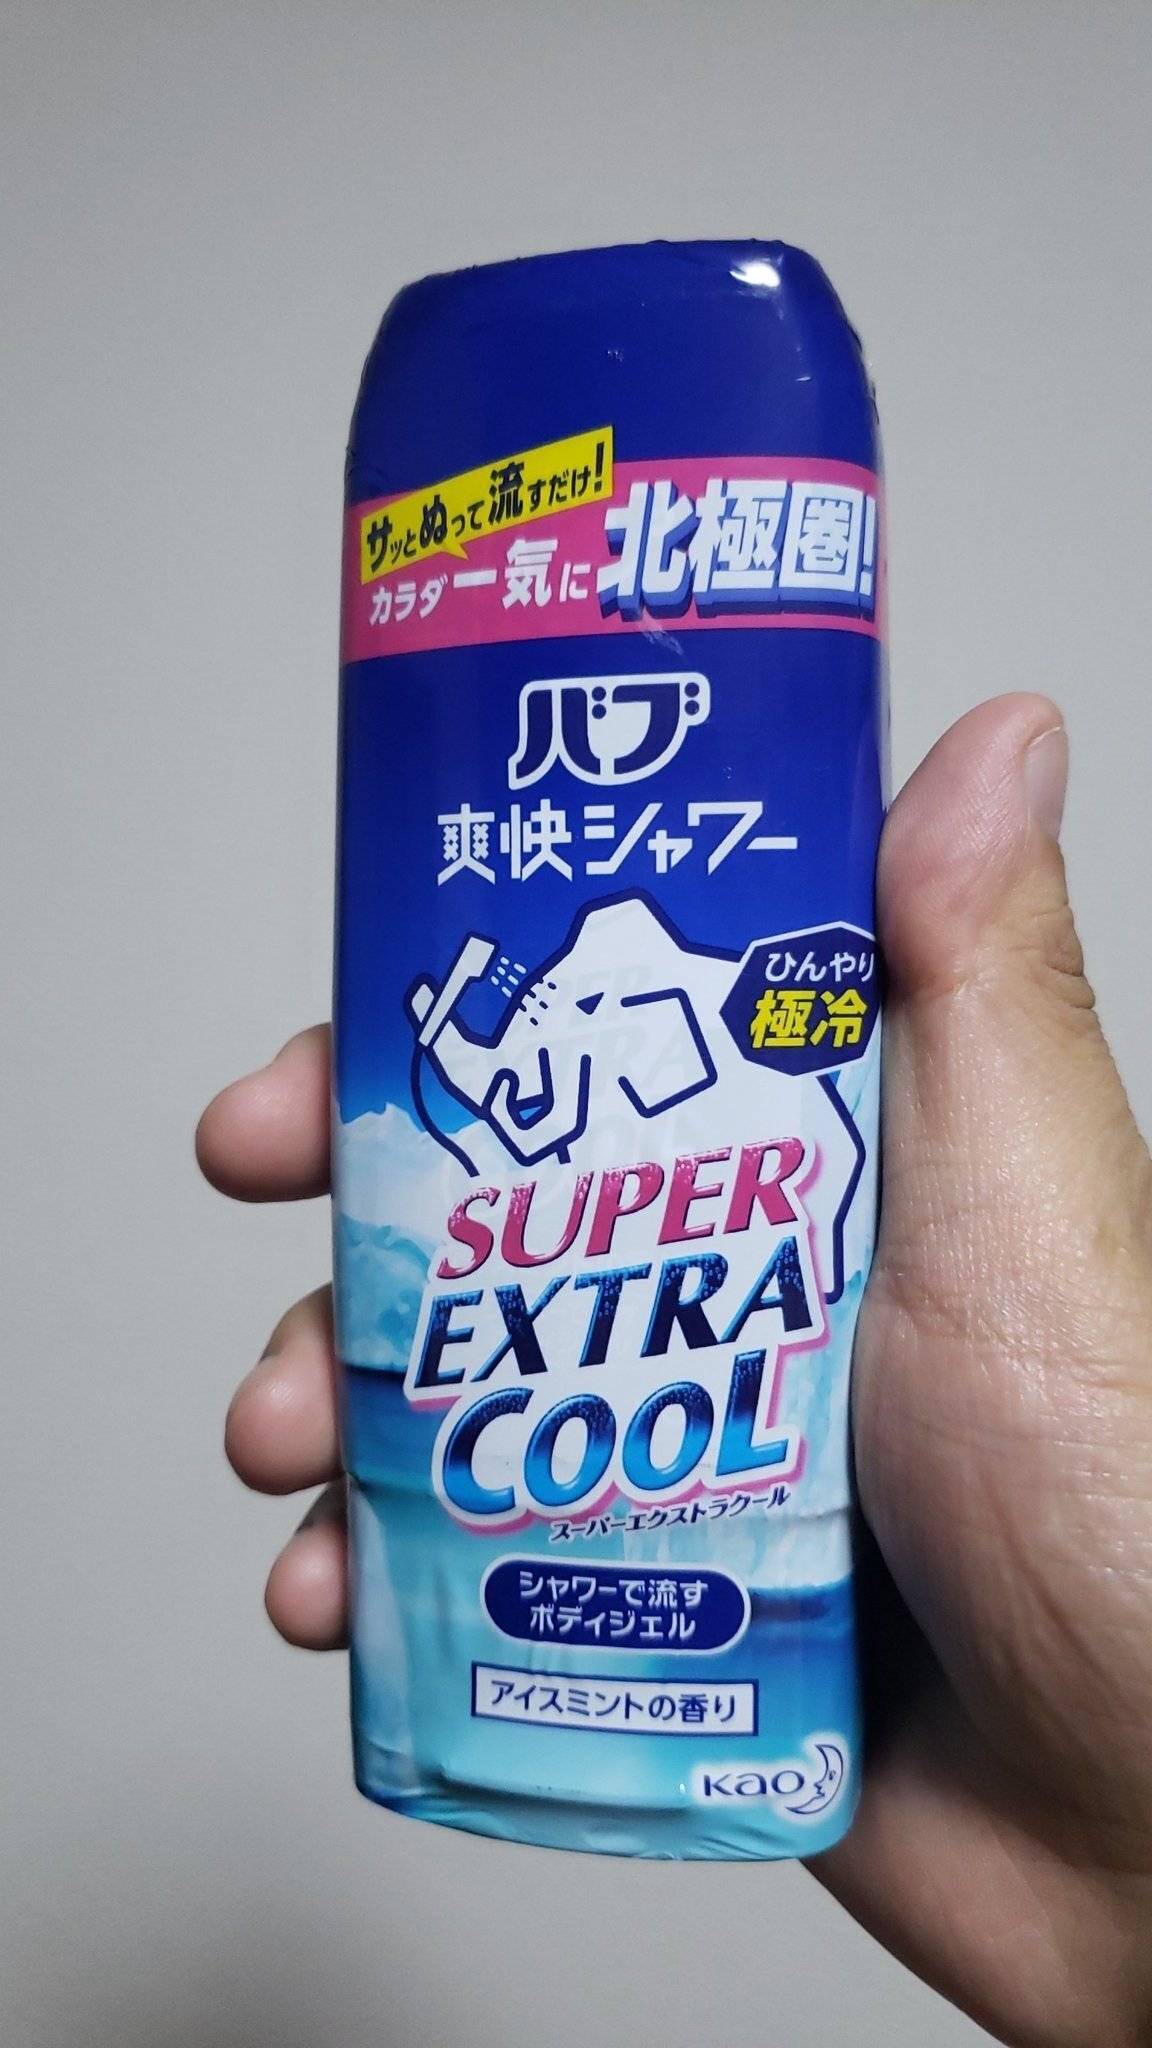 サッとぬって流すだけ!
カラダ一気に北極圏!
バブ
爽快シャワー
ひんやり
極冷
SUPER
EXTRA
COOL
スーパーエクストラクール
シャワーで流す
ボディジェル
アイスミントの香り
Kao